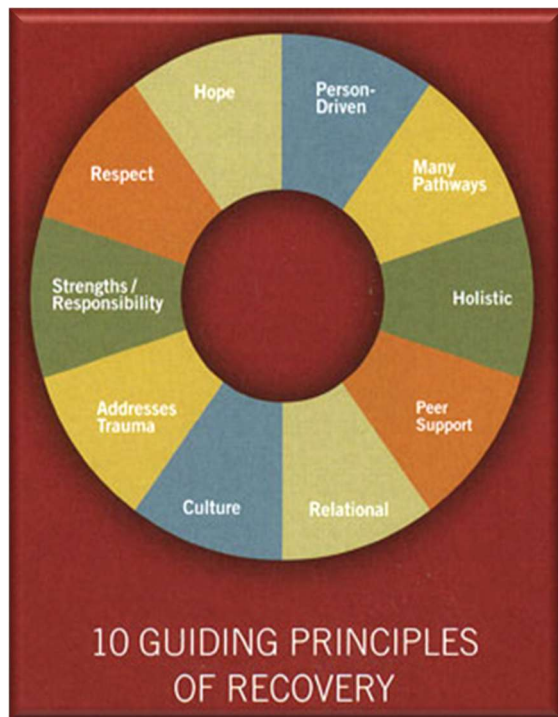 Hope
Person-
Driven
Many
Pathways
Holistic
Peer
Support
Relational
Culture
Addresses
Trauma
Strengths /
Responsibility
Respect
10 GUIDING PRINCIPLES
OF RECOVERY